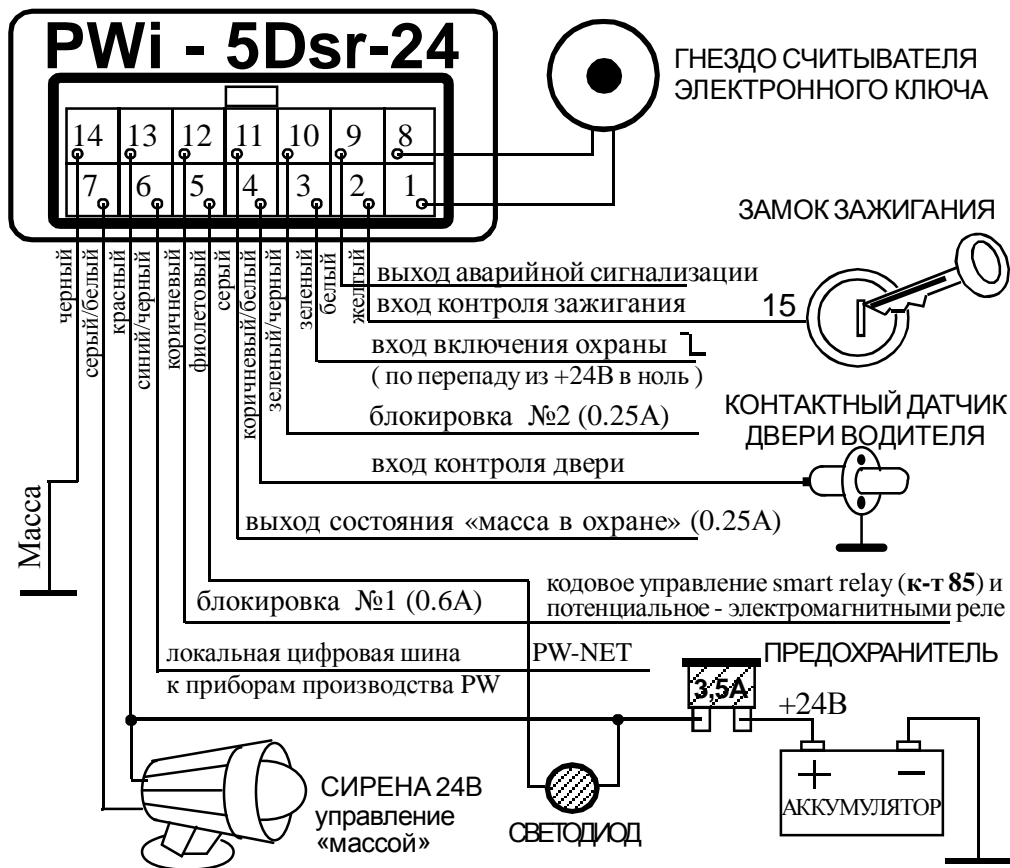 PWi - 5Dsr-24
14 13 12 11 10 9 8
7 6 5 4 3 2 1
ГНЕЗДО СЧИТЫВАТЕЛЯ
ЭЛЕКТРОННОГО КЛЮЧА
ЗАМОК ЗАЖИГАНИЯ
15
черный
серый/белый
красный
синий/черный
коричневый
фиолетовый
серый
коричневый/белый
зеленый/черный
зеленый
белый
желтый
выход аварийной сигнализации
вход контроля зажигания
вход включения охраны
( по перепаду из +24В в ноль )
блокировка №2 (0.25А)
КОНТАКТНЫЙ ДАТЧИК
ДВЕРИ ВОДИТЕЛЯ
вход контроля двери
Масса
выход состояния «масса в охране» (0.25А)
блокировка №1 (0.6А)
кодовое управление smart relay (к-т 85) и
потенциальное - электромагнитными реле
локальная цифровая шина PW-NET
к приборам производства PW
ПРЕДОХРАНИТЕЛЬ
3,5А
+24В
СИРЕНА 24В
управление
«массой»
СВЕТОДИОД
+ −
АККУМУЛЯТОР